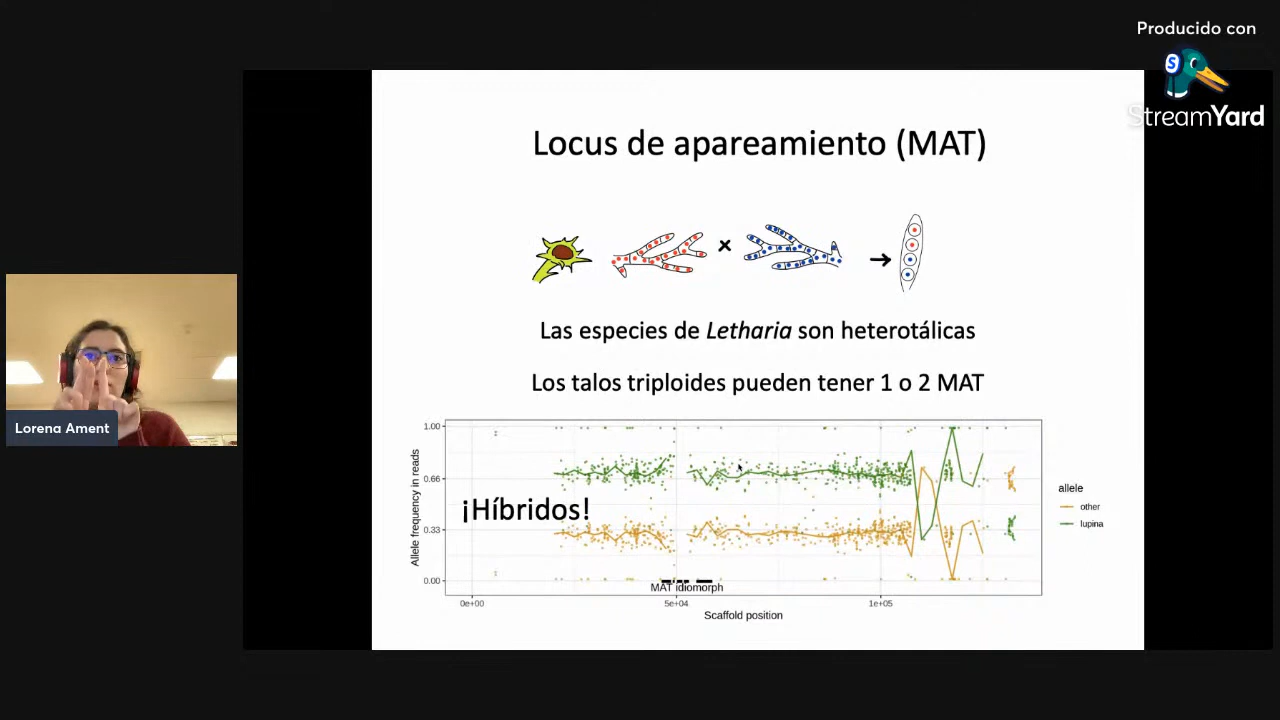 Producido con
StreamYard
Locus de apareamiento (MAT)
Las especies de Letharia son heterotálicas
Los talos triploides pueden tener 1 o 2 MAT
Lorena Ament
¡Híbridos!
Allele frequency in reads
1.00
0.66
0.33
0.00
MAT idiomorph
0e+00
5e+04
1e+05
Scaffold position
allele
other
lupina